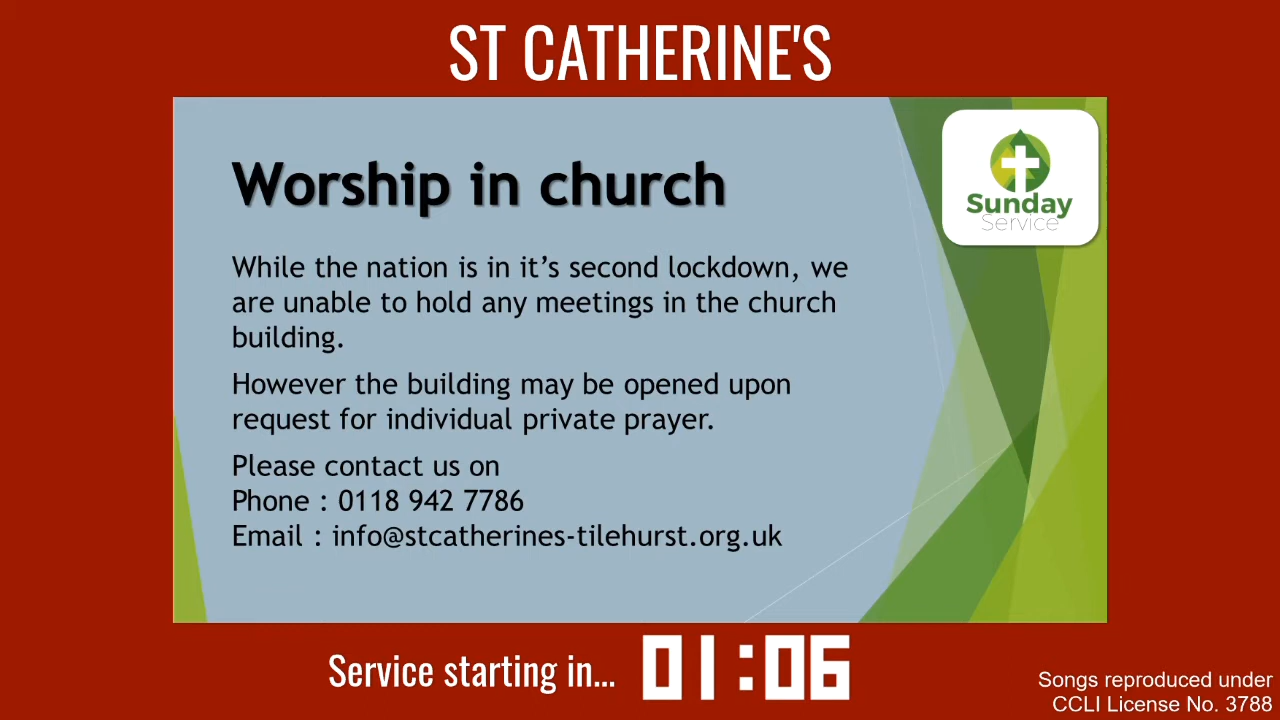 ST CATHERINE'S
Sunday
Service
Worship in church
While the nation is in it’s second lockdown, we
are unable to hold any meetings in the church
building.
However the building may be opened upon
request for individual private prayer.
Please contact us on
Phone : 0118 942 7786
Email : info@stcatherines-tilehurst.org.uk
Service starting in... 01:06
Songs reproduced under
CCLI License No. 3788